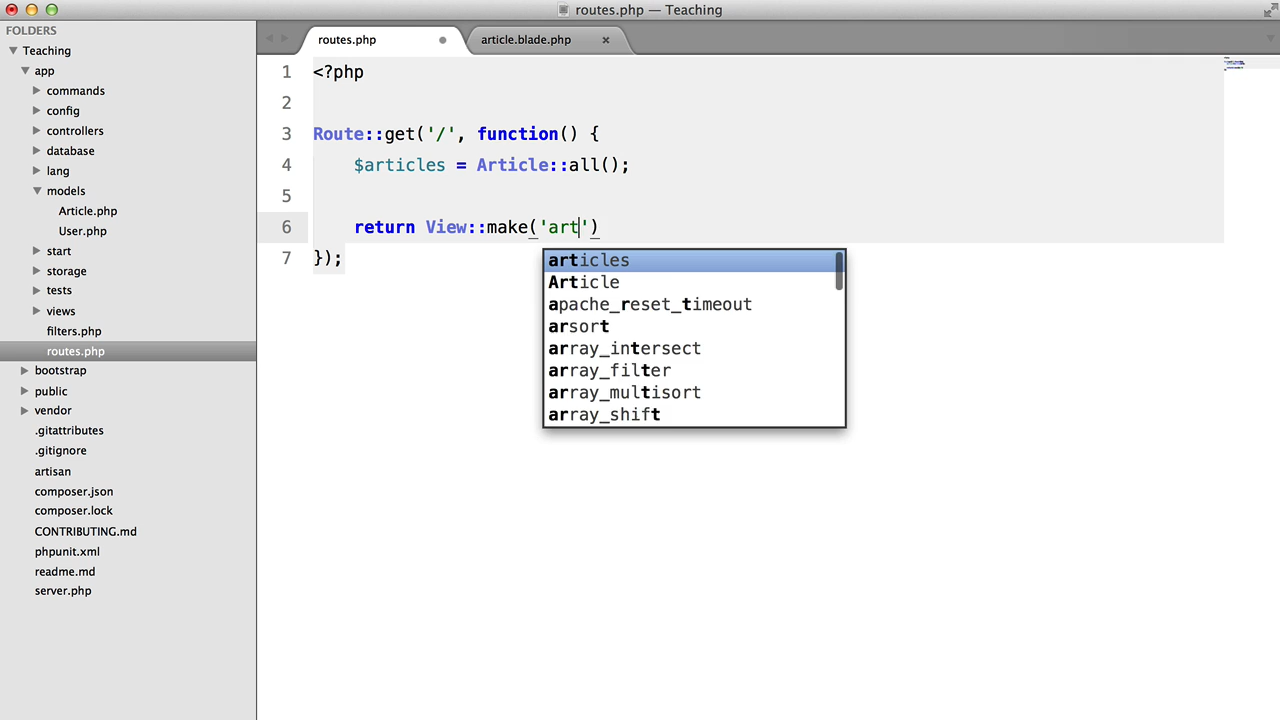 routes.php — Teaching
FOLDERS
Teaching
app
commands
config
controllers
database
lang
models
Article.php
User.php
start
storage
tests
views
filters.php
routes.php
bootstrap
public
vendor
.gitattributes
.gitignore
artisan
composer.json
composer.lock
CONTRIBUTING.md
phpunit.xml
readme.md
server.php
routes.php
article.blade.php
1 <?php
2
3 Route::get('/', function() {
4 $articles = Article::all();
5
6 return View::make('art')
7 });
articles
Article
apache_reset_timeout
arsort
array_intersect
array_filter
array_multisort
array_shift